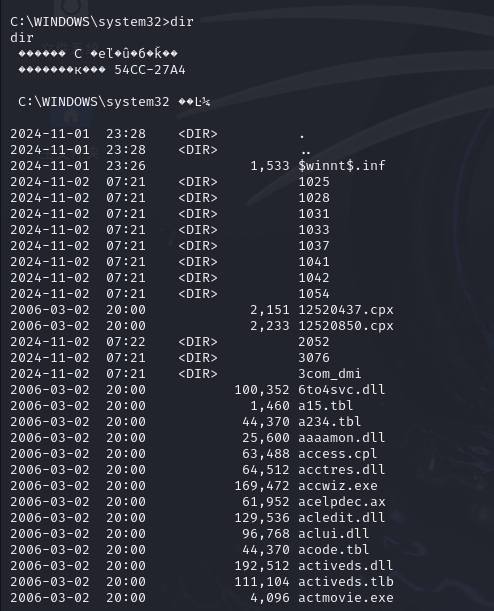 C:\WINDOWS\system32>dir
dir
 ������ C �eľ�û�б�ǩ��
 �������к��� 54CC-27A4
 C:\WINDOWS\system32 ��Ŀ¼
2024-11-01  23:28    <DIR>          .
2024-11-01  23:28    <DIR>          ..
2024-11-01  23:26             1,533 $winnt$.inf
2024-11-02  07:21    <DIR>          1025
2024-11-02  07:21    <DIR>          1028
2024-11-02  07:21    <DIR>          1031
2024-11-02  07:21    <DIR>          1033
2024-11-02  07:21    <DIR>          1037
2024-11-02  07:21    <DIR>          1041
2024-11-02  07:21    <DIR>          1042
2024-11-02  07:21    <DIR>          1054
2006-03-02  20:00             2,151 12520437.cpx
2006-03-02  20:00             2,233 12520850.cpx
2024-11-02  07:22    <DIR>          2052
2024-11-02  07:21    <DIR>          3076
2024-11-02  07:21    <DIR>          3com_dmi
2006-03-02  20:00           100,352 6to4svc.dll
2006-03-02  20:00             1,460 a15.tbl
2006-03-02  20:00            44,370 a234.tbl
2006-03-02  20:00            25,600 aaaamon.dll
2006-03-02  20:00            63,488 access.cpl
2006-03-02  20:00            64,512 acctres.dll
2006-03-02  20:00           169,472 accwiz.exe
2006-03-02  20:00            61,952 acelpdec.ax
2006-03-02  20:00           129,536 acledit.dll
2006-03-02  20:00            96,768 aclui.dll
2006-03-02  20:00            44,370 acode.tbl
2006-03-02  20:00           192,512 activeds.dll
2006-03-02  20:00           111,104 activeds.tlb
2006-03-02  20:00             4,096 actmovie.exe